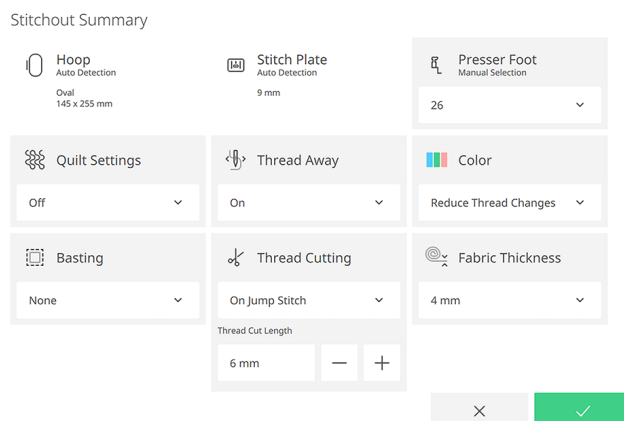 Stitchout Summary
Hoop
Auto Detection
Oval
145 x 255 mm
Stitch Plate
Auto Detection
9 mm
Presser Foot
Manual Selection
26
Quilt Settings
Off
Thread Away
On
Color
Reduce Thread Changes
Basting
None
Thread Cutting
On Jump Stitch
Thread Cut Length
6 mm
Fabric Thickness
4 mm